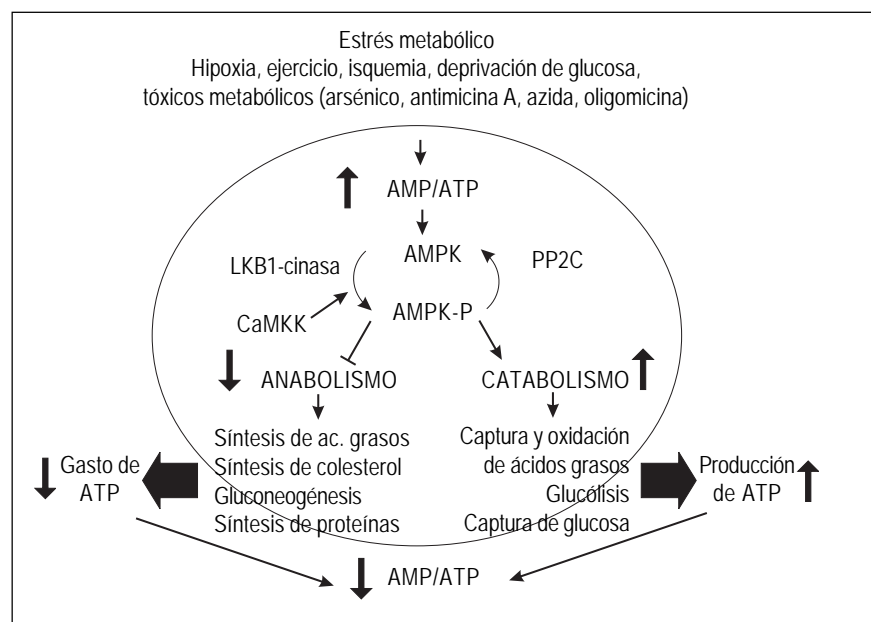 Estrés metabólico
Hipoxia, ejercicio, isquemia, deprivación de glucosa,
tóxicos metabólicos (arsénico, antimicina A, azida, oligomicina)
AMP/ATP
AMPK
LKB1-cinasa
PP2C
AMPK-P
CaMKK
ANABOLISMO
CATABOLISMO
Síntesis de ac. grasos
Síntesis de colesterol
Gluconeogénesis
Síntesis de proteínas
Captura y oxidación
de ácidos grasos
Glucólisis
Captura de glucosa
Gasto de
ATP
Producción
de ATP
AMP/ATP